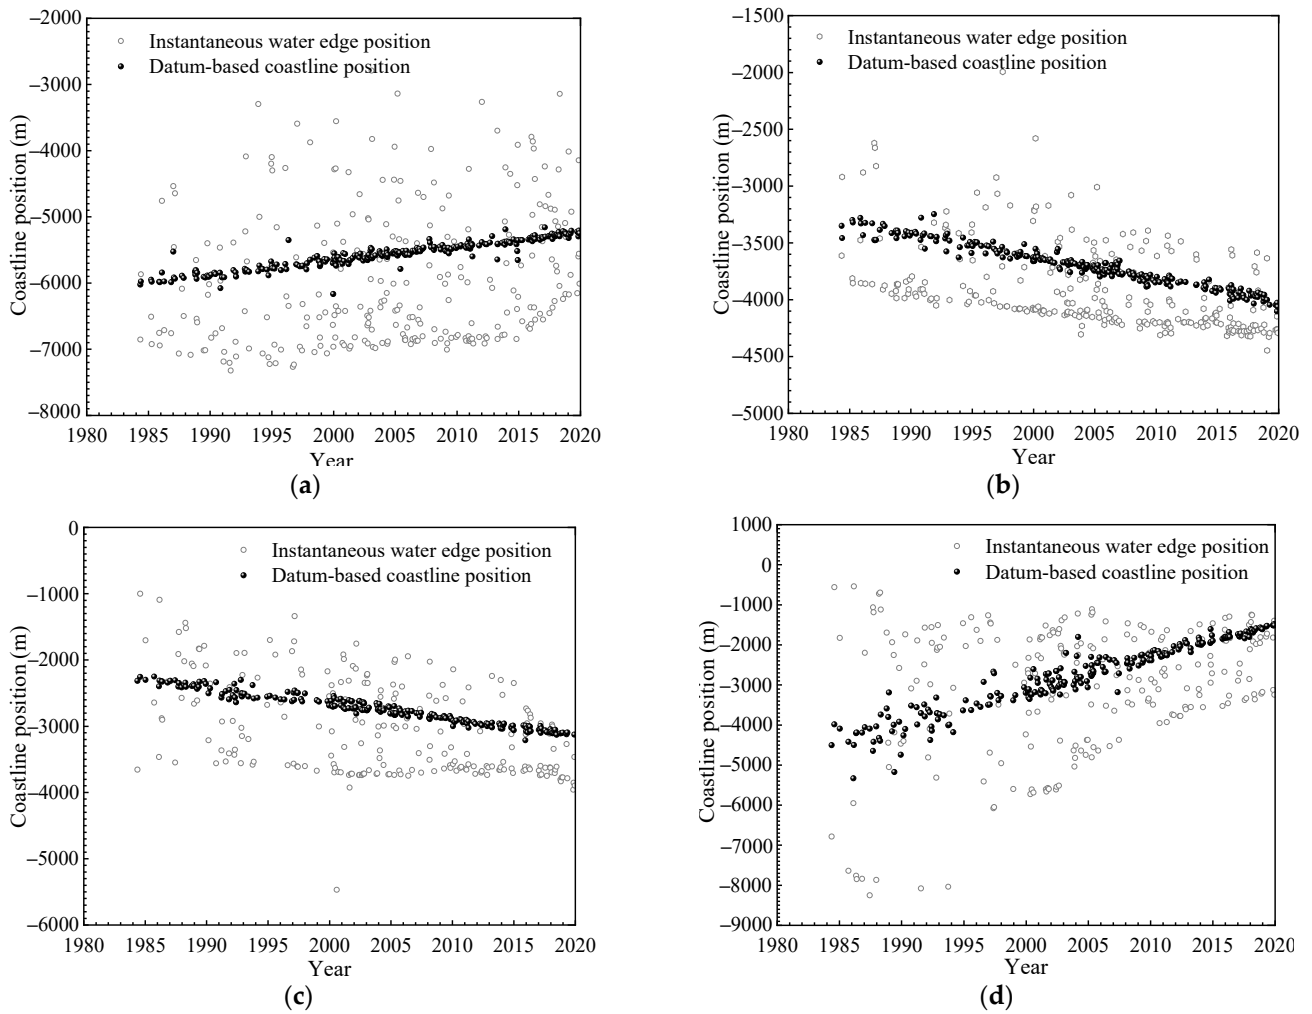 −2000
−3000
−4000
−5000
−6000
−7000
−8000
Coastline position (m)
Instantaneous water edge position
Datum-based coastline position
1980 1985 1990 1995 2000 2005 2010 2015 2020
Year
(a)
−1500
−2000
−2500
−3000
−3500
−4000
−4500
−5000
Coastline position (m)
Instantaneous water edge position
Datum-based coastline position
1980 1985 1990 1995 2000 2005 2010 2015 2020
Year
(b)
0
−1000
−2000
−3000
−4000
−5000
−6000
Coastline position (m)
Instantaneous water edge position
Datum-based coastline position
1980 1985 1990 1995 2000 2005 2010 2015 2020
Year
(c)
1000
0
−1000
−2000
−3000
−4000
−5000
−6000
−7000
−8000
−9000
Coastline position (m)
Instantaneous water edge position
Datum-based coastline position
1980 1985 1990 1995 2000 2005 2010 2015 2020
Year
(d)